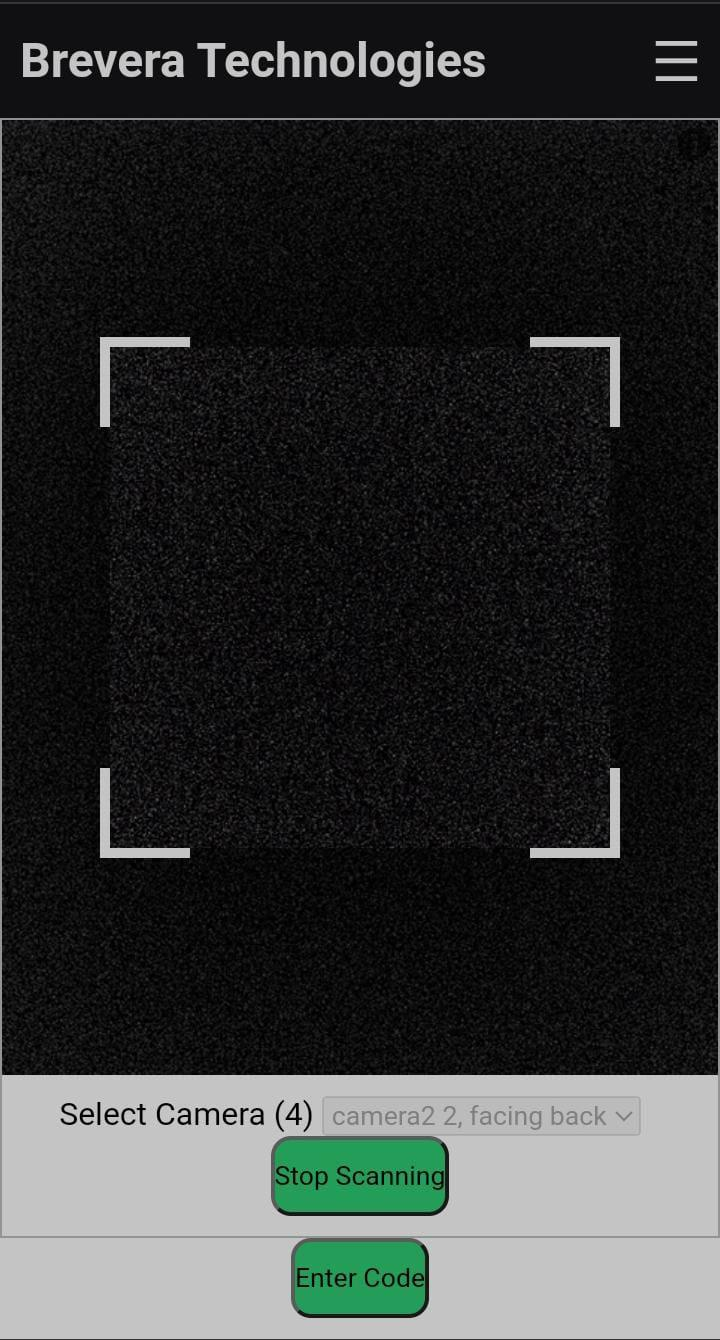 Brevera Technologies
Select Camera (4) camera2 2, facing back
Stop Scanning
Enter Code